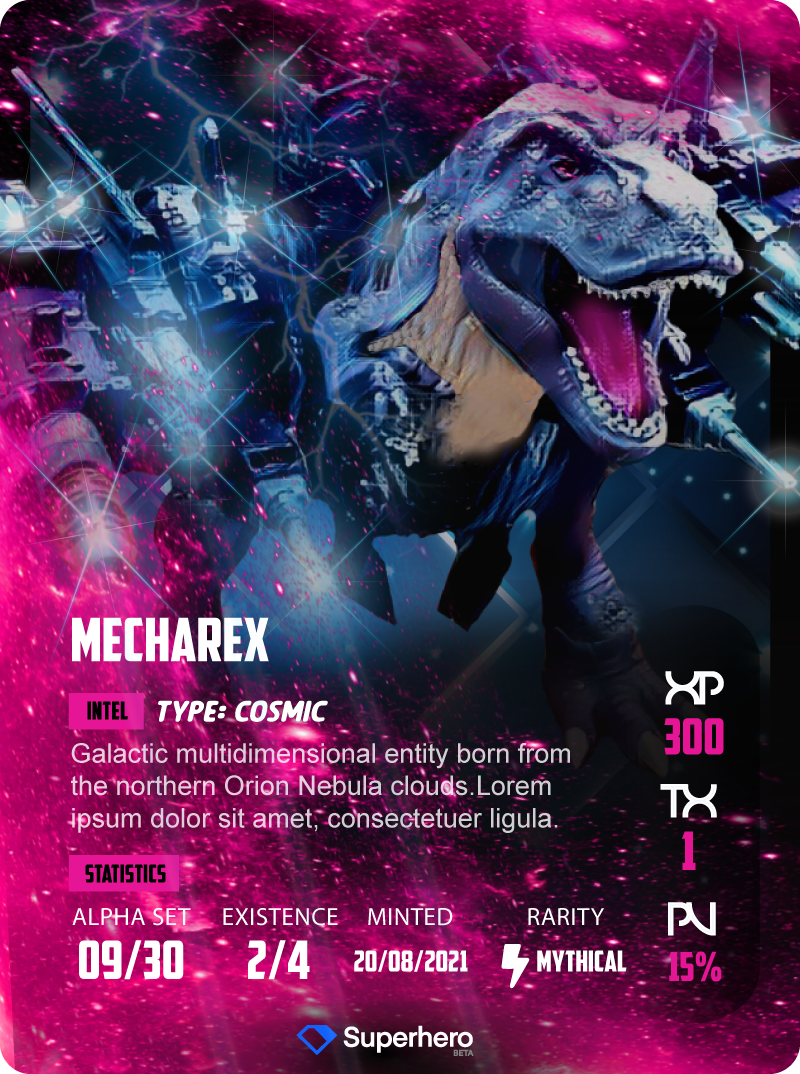 MECHAREX
INTEL TYPE: COSMIC
Galactic multidimensional entity born from
the northern Orion Nebula clouds.Lorem
ipsum dolor sit amet, consectetuer ligula.
XP
300
TX
1
PV
15%
STATISTICS
ALPHA SET EXISTENCE MINTED RARITY
09/30 2/4 20/08/2021 MYTHICAL
Superhero
BETA